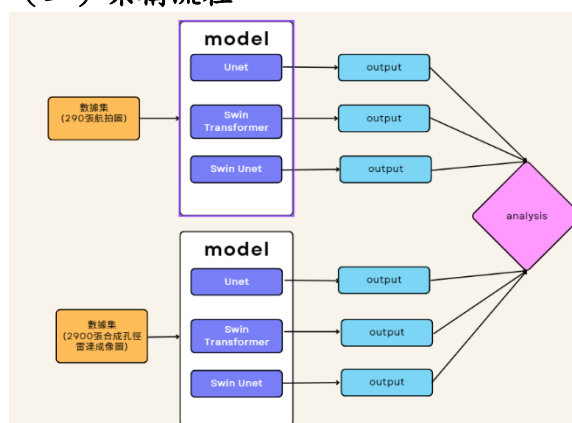 model
Unet
output
數據集
(290張航拍圖)
Swin
Transformer
output
Swin Unet
output
analysis
model
Unet
output
數據集
(2900張合成孔徑
雷達成像圖)
Swin
Transformer
output
Swin Unet
output